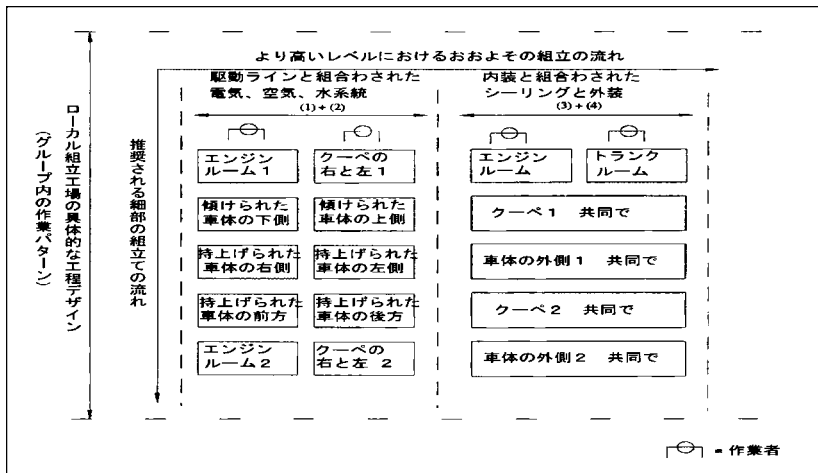 より高いレベルにおけるおおよその組立の流れ
駆動ラインと組合わされた
電気、空気、水系統
(1)+(2)
内装と組合わされた
シーリングと外装
(3)+(4)
ローカル組立工場の具体的な工程デザイン
(グループ内の作業パターン)
推奨される細部の組立ての流れ
エンジン
ルーム1
クーペの
右と左1
エンジン
ルーム
トランク
ルーム
傾けられた
車体の下側
傾けられた
車体の上側
クーペ1 共同で
持上げられた
車体の右側
持上げられた
車体の左側
車体の外側1 共同で
持上げられた
車体の前方
持上げられた
車体の後方
クーペ2 共同で
エンジン
ルーム2
クーペの
右と左 2
車体の外側2 共同で
= 作業者